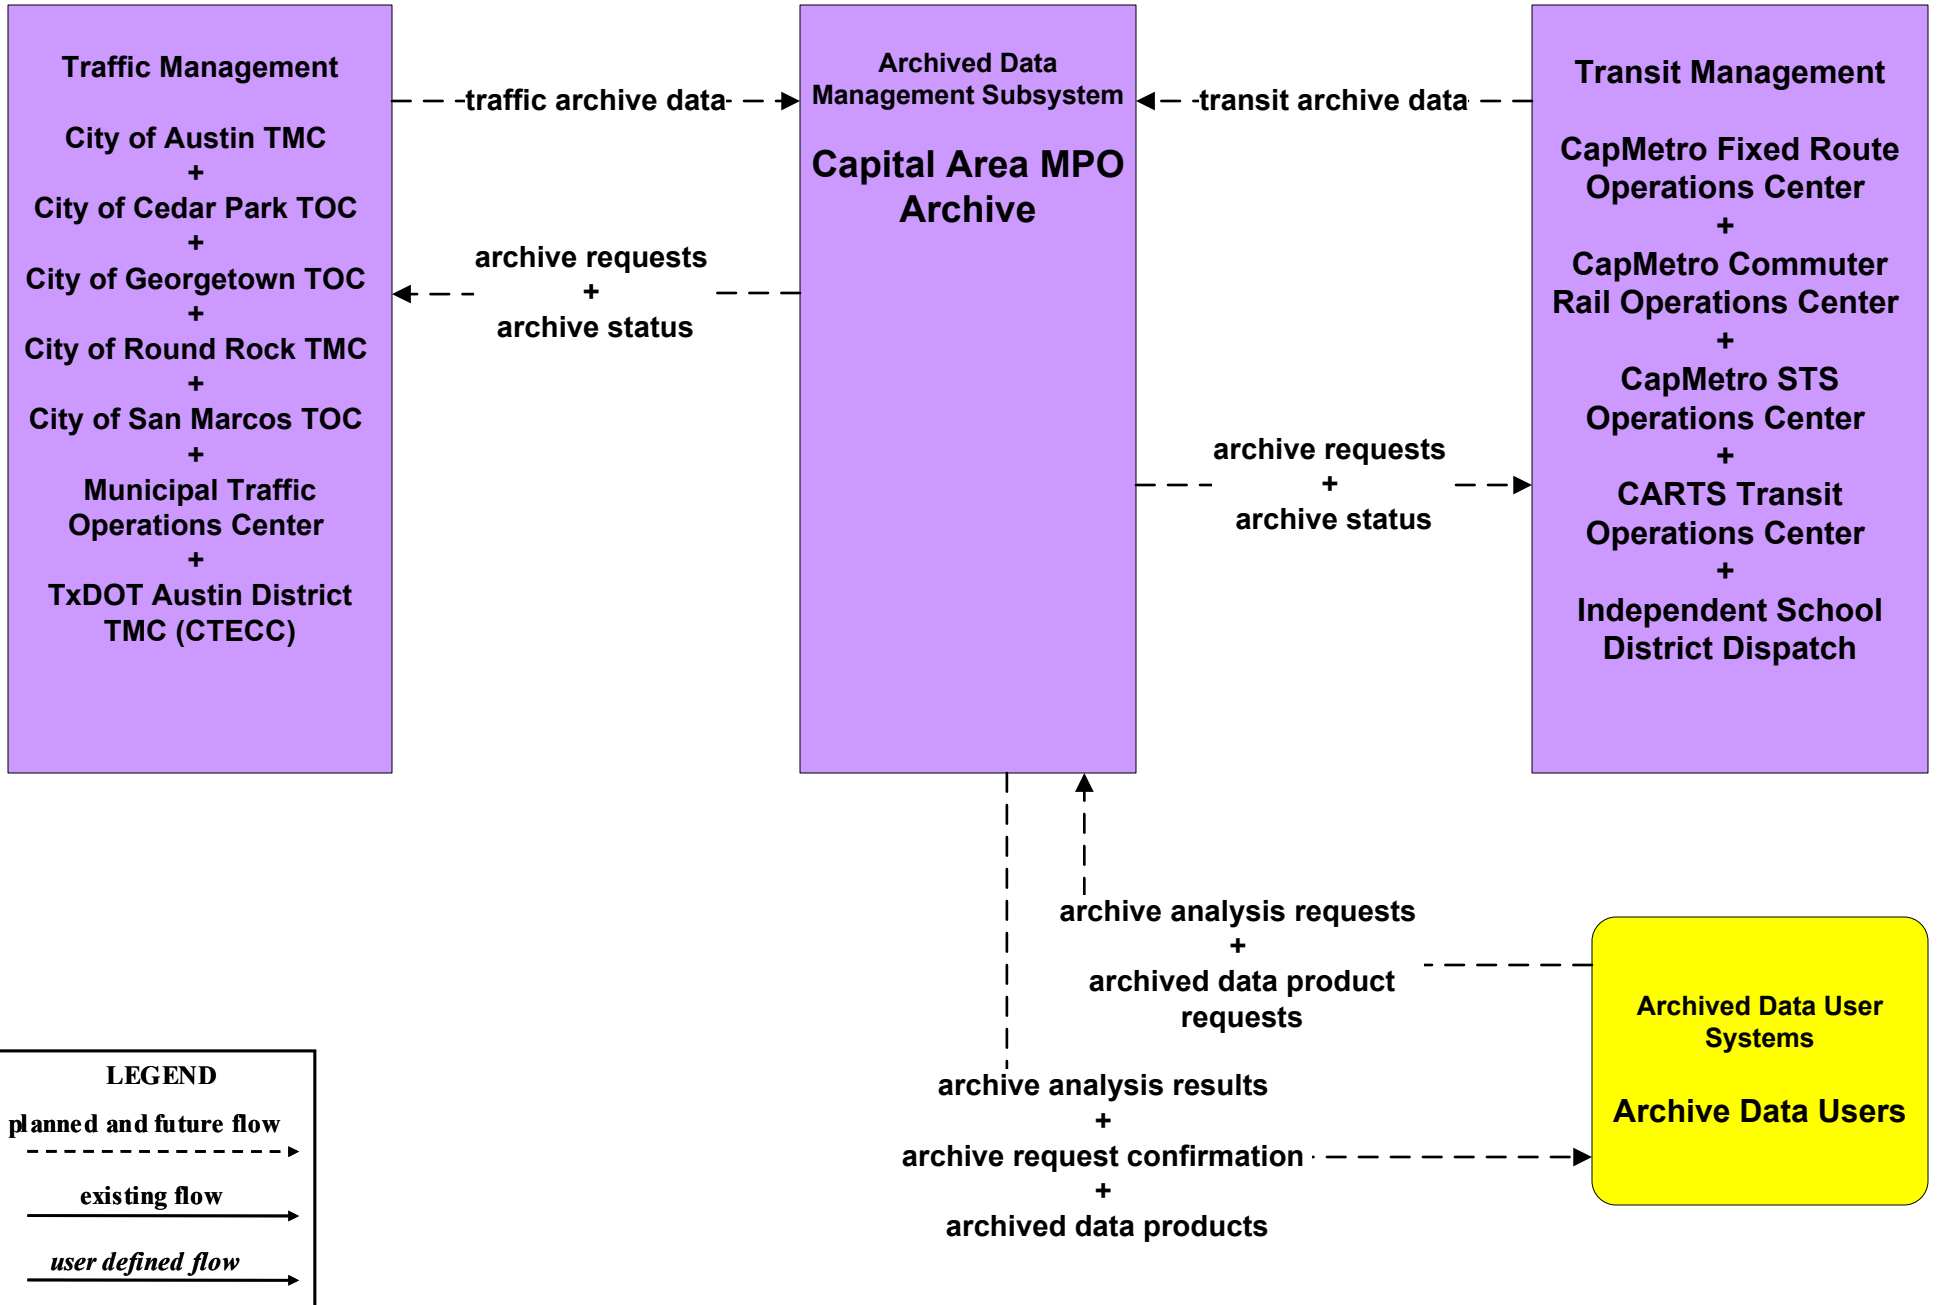 Traffic Management
City of Austin TMC
+
City of Cedar Park TOC
+
City of Georgetown TOC
+
City of Round Rock TMC
+
City of San Marcos TOC
+
Municipal Traffic
Operations Center
+
TxDOT Austin District
TMC (CTECC)
traffic archive data
archive requests
+
archive status
Archived Data
Management Subsystem
Capital Area MPO
Archive
transit archive data
archive requests
+
archive status
Transit Management
CapMetro Fixed Route
Operations Center
+
CapMetro Commuter
Rail Operations Center
+
CapMetro STS
Operations Center
+
CARTS Transit
Operations Center
+
Independent School
District Dispatch
archive analysis requests
+
archived data product
requests
archive analysis results
+
archive request confirmation
+
archived data products
Archived Data User
Systems
Archive Data Users
LEGEND
planned and future flow
existing flow
user defined flow